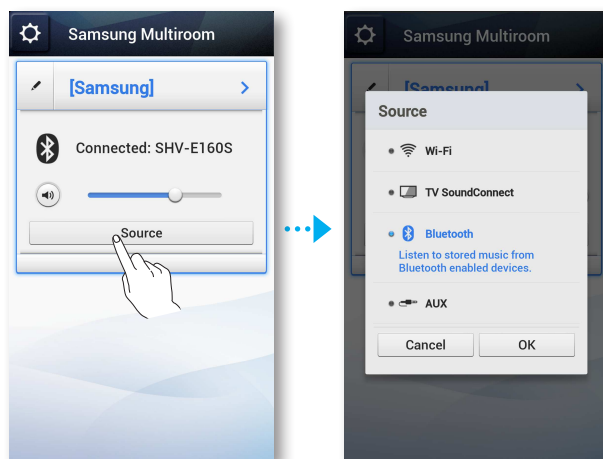 Samsung Multiroom
[Samsung]
Connected: SHV-E160S
Source
Samsung Multiroom
[Samsung]
Source
Wi-Fi
TV SoundConnect
Bluetooth
Listen to stored music from
Bluetooth enabled devices.
AUX
Cancel
OK